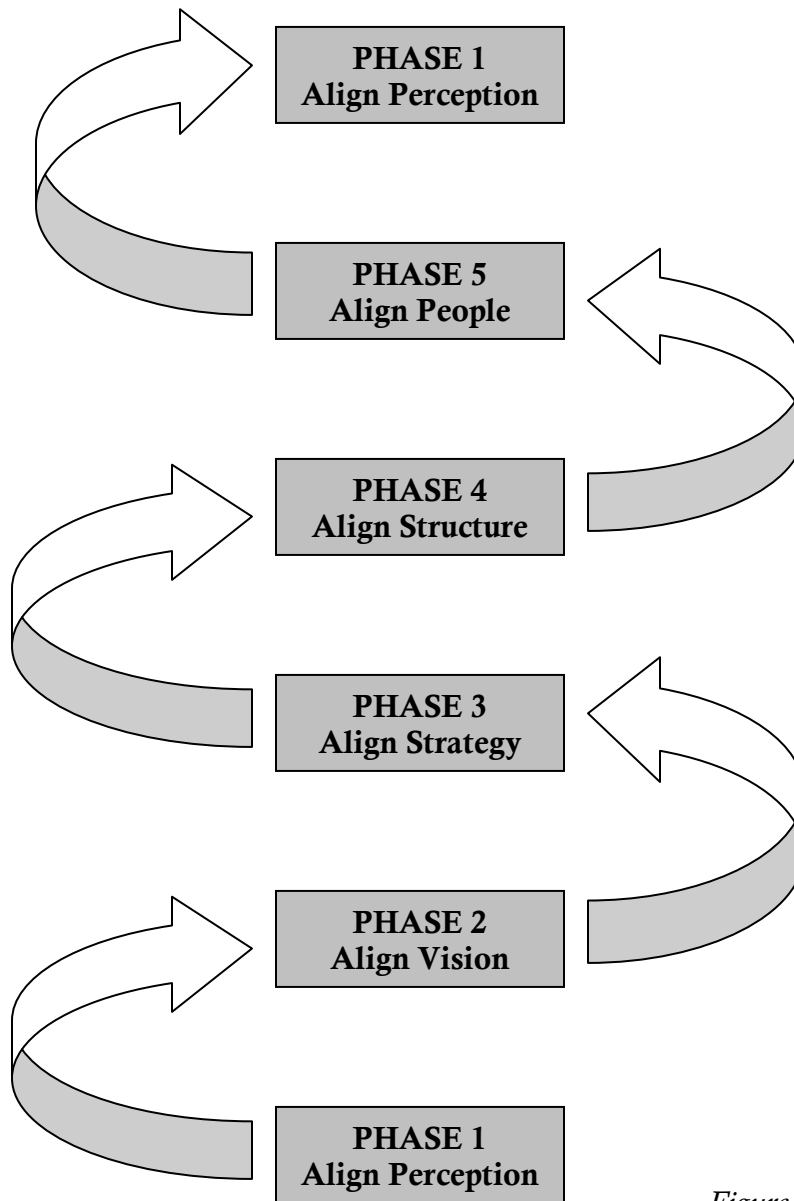 PHASE 1
Align Perception
PHASE 5
Align People
PHASE 4
Align Structure
PHASE 3
Align Strategy
PHASE 2
Align Vision
PHASE 1
Align Perception
Figure